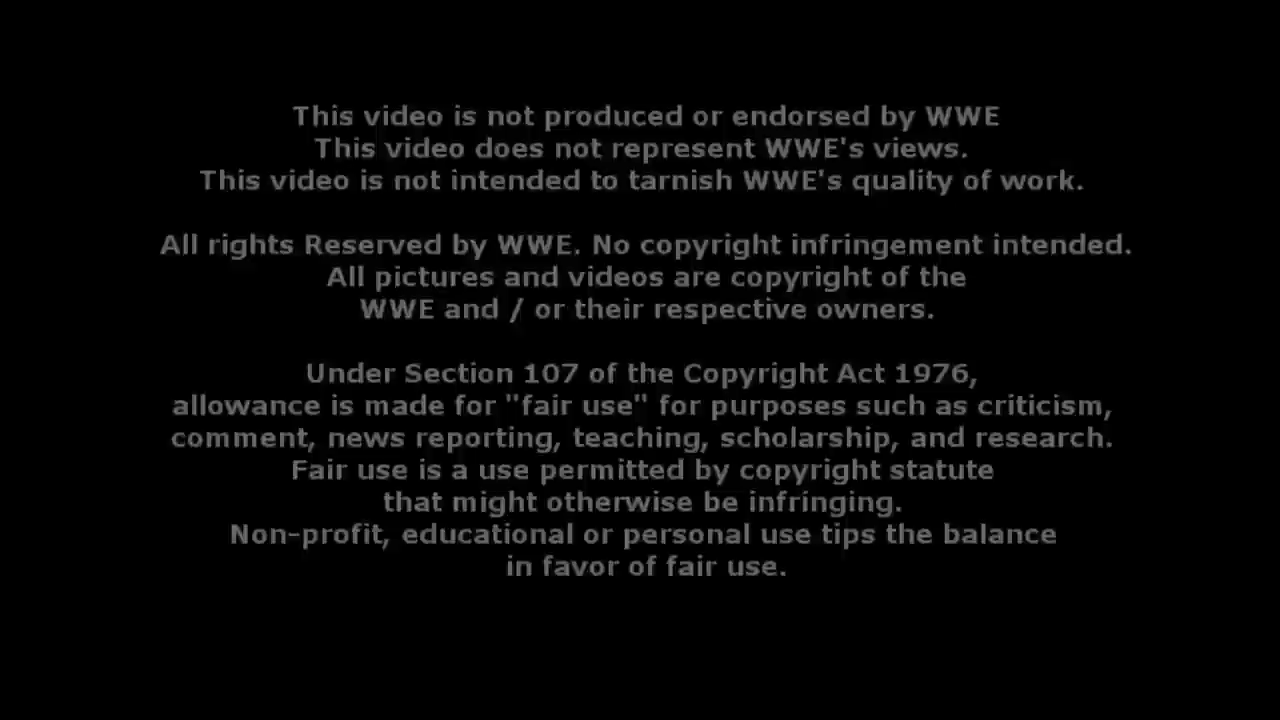 This video is not produced or endorsed by WWE
This video does not represent WWE's views.
This video is not intended to tarnish WWE's quality of work.
All rights Reserved by WWE. No copyright infringement intended.
All pictures and videos are copyright of the
WWE and / or their respective owners.
Under Section 107 of the Copyright Act 1976,
allowance is made for "fair use" for purposes such as criticism,
comment, news reporting, teaching, scholarship, and research.
Fair use is a use permitted by copyright statute
that might otherwise be infringing.
Non-profit, educational or personal use tips the balance
in favor of fair use.